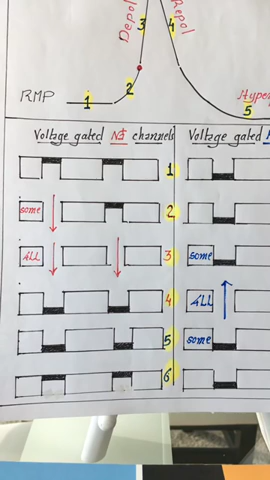 Depol
3
Repol
4
RMP
1
2
5
Hyper
Voltage gated Na⁺ channels
Voltage gated
1
some
2
ALL
3
some
4
ALL
5
some
6